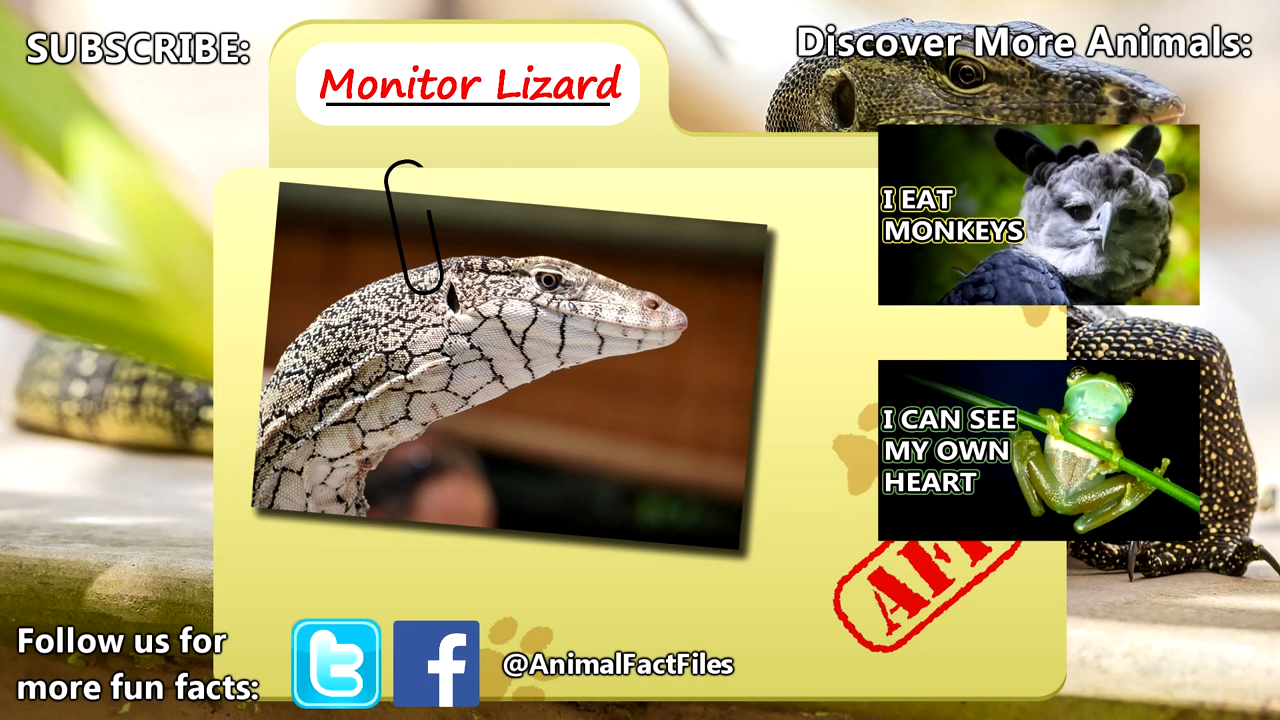 SUBSCRIBE:
Monitor Lizard
Discover More Animals:
I EAT
MONKEYS
I CAN SEE
MY OWN
HEART
AFF
Follow us for
more fun facts:
@AnimalFactFiles